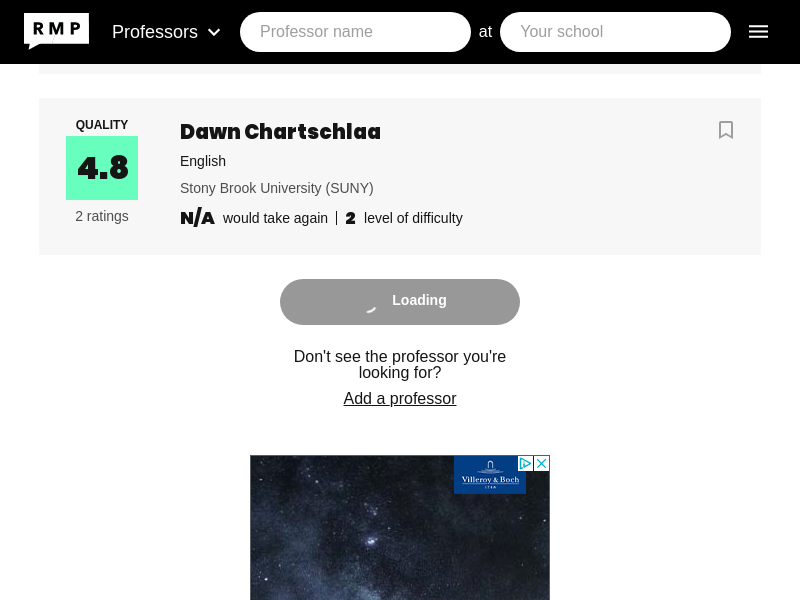 RMP
Professors
Professor name
at
Your school
QUALITY
4.8
2 ratings
Dawn Chartschlaa
English
Stony Brook University (SUNY)
N/A would take again
2 level of difficulty
Loading
Don't see the professor you're
looking for?
Add a professor
Villeroy & Boch
1748